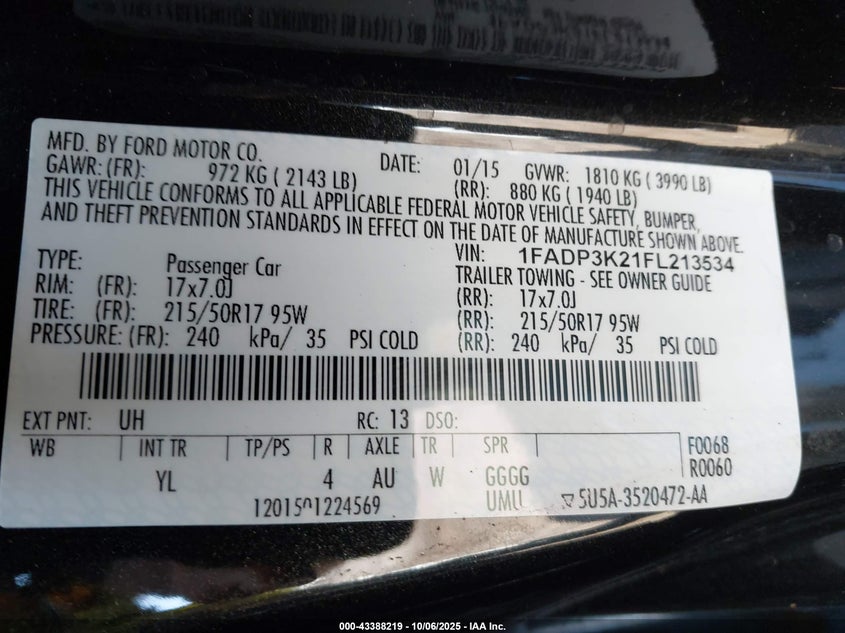 MFD. BY FORD MOTOR CO. DATE: 01/15 GVWR: 1810 KG ( 3990 LB)
GAWR: (FR): 972 KG ( 2143 LB) (RR): 880 KG ( 1940 LB)
THIS VEHICLE CONFORMS TO ALL APPLICABLE FEDERAL MOTOR VEHICLE SAFETY, BUMPER,
AND THEFT PREVENTION STANDARDS IN EFFECT ON THE DATE OF MANUFACTURE SHOWN ABOVE.
VIN: 1FADP3K21FL213534
TYPE: Passenger Car TRAILER TOWING - SEE OWNER GUIDE
RIM: (FR): 17x7.0J (RR): 17x7.0J
TIRE: (FR): 215/50R17 95W (RR): 215/50R17 95W
PRESSURE: (FR): 240 kPa/ 35 PSI COLD (RR): 240 kPa/ 35 PSI COLD
EXT PNT: UH RC: 13 DSO:
WB INT TR TP/PS R AXLE TR SPR F0068
YL 4 AU W GGGG R0060
UMU 5U5A-3520472-AA
000-43388219 - 10/06/2025 - IAA Inc.